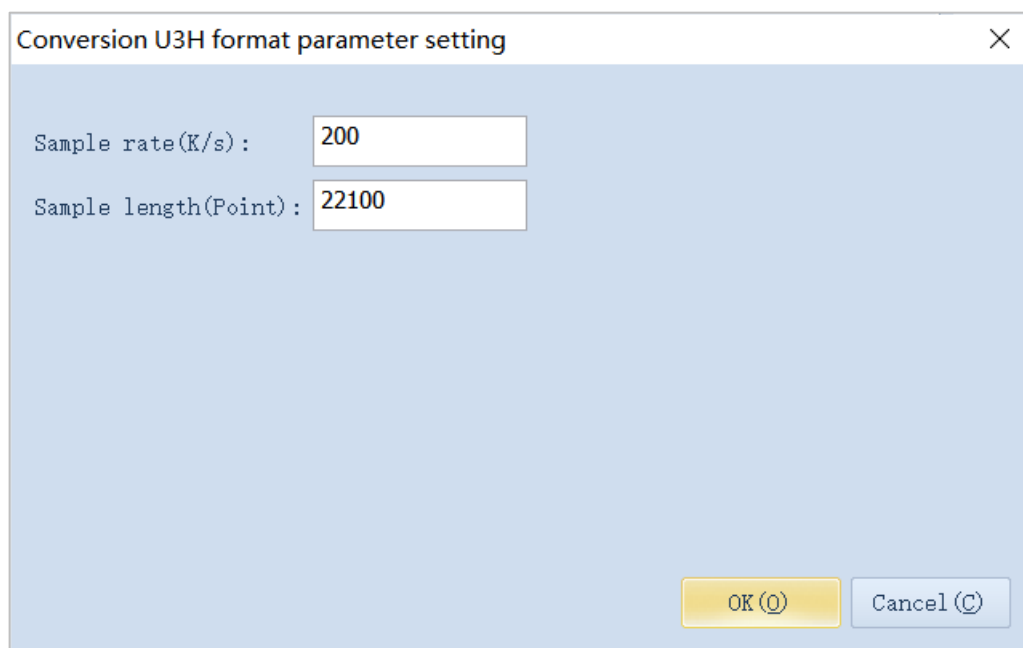 Conversion U3H format parameter setting
Sample rate(K/s): 200
Sample length(Point): 22100
OK(O) Cancel(C)